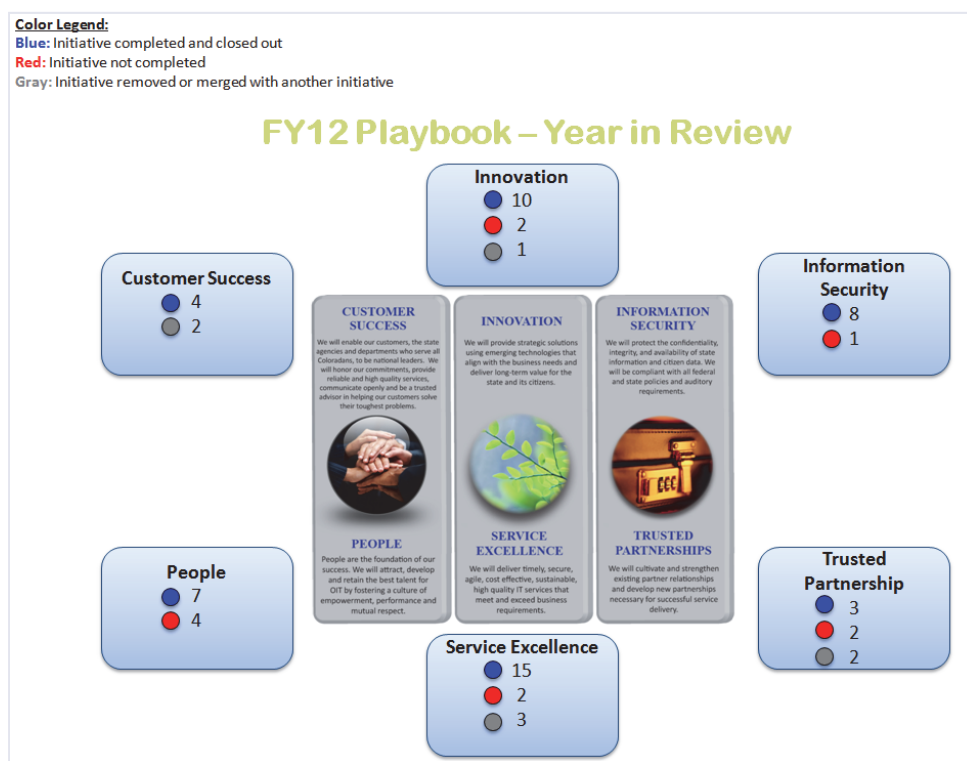 Color Legend:
Blue: Initiative completed and closed out
Red: Initiative not completed
Gray: Initiative removed or merged with another initiative
FY12 Playbook – Year in Review
Innovation
10
2
1
Customer Success
4
2
Information
Security
8
1
CUSTOMER
SUCCESS
We will enable our customers, the state
agencies and departments who serve all
Coloradans, to be national leaders. We
will honor our commitments, provide
reliable and high quality services,
communicate openly and be a trusted
advisor in helping our customers solve
their toughest problems.
PEOPLE
People are the foundation of our
success. We will attract, develop
and retain the best talent for
OIT by fostering a culture of
empowerment, performance and
mutual respect.
INNOVATION
We will provide strategic solutions
using emerging technologies that
align with the business needs and
deliver long-term value for the
state and its citizens.
SERVICE
EXCELLENCE
We will deliver timely, secure,
agile, cost effective, sustainable,
high quality IT services that
meet and exceed business
requirements.
INFORMATION
SECURITY
We will protect the confidentiality,
integrity, and availability of state
information and citizen data. We
will be compliant with all federal
and state policies and auditory
requirements.
TRUSTED
PARTNERSHIPS
We will cultivate and strengthen
existing partner relationships
and develop new partnerships
necessary for successful service
delivery.
People
7
4
Trusted
Partnership
3
2
2
Service Excellence
15
2
3